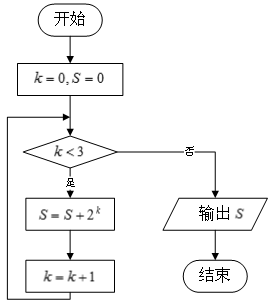 开始
k=0,S=0
k<3
否
是
S=S+2^k
输出 S
k=k+1
结束